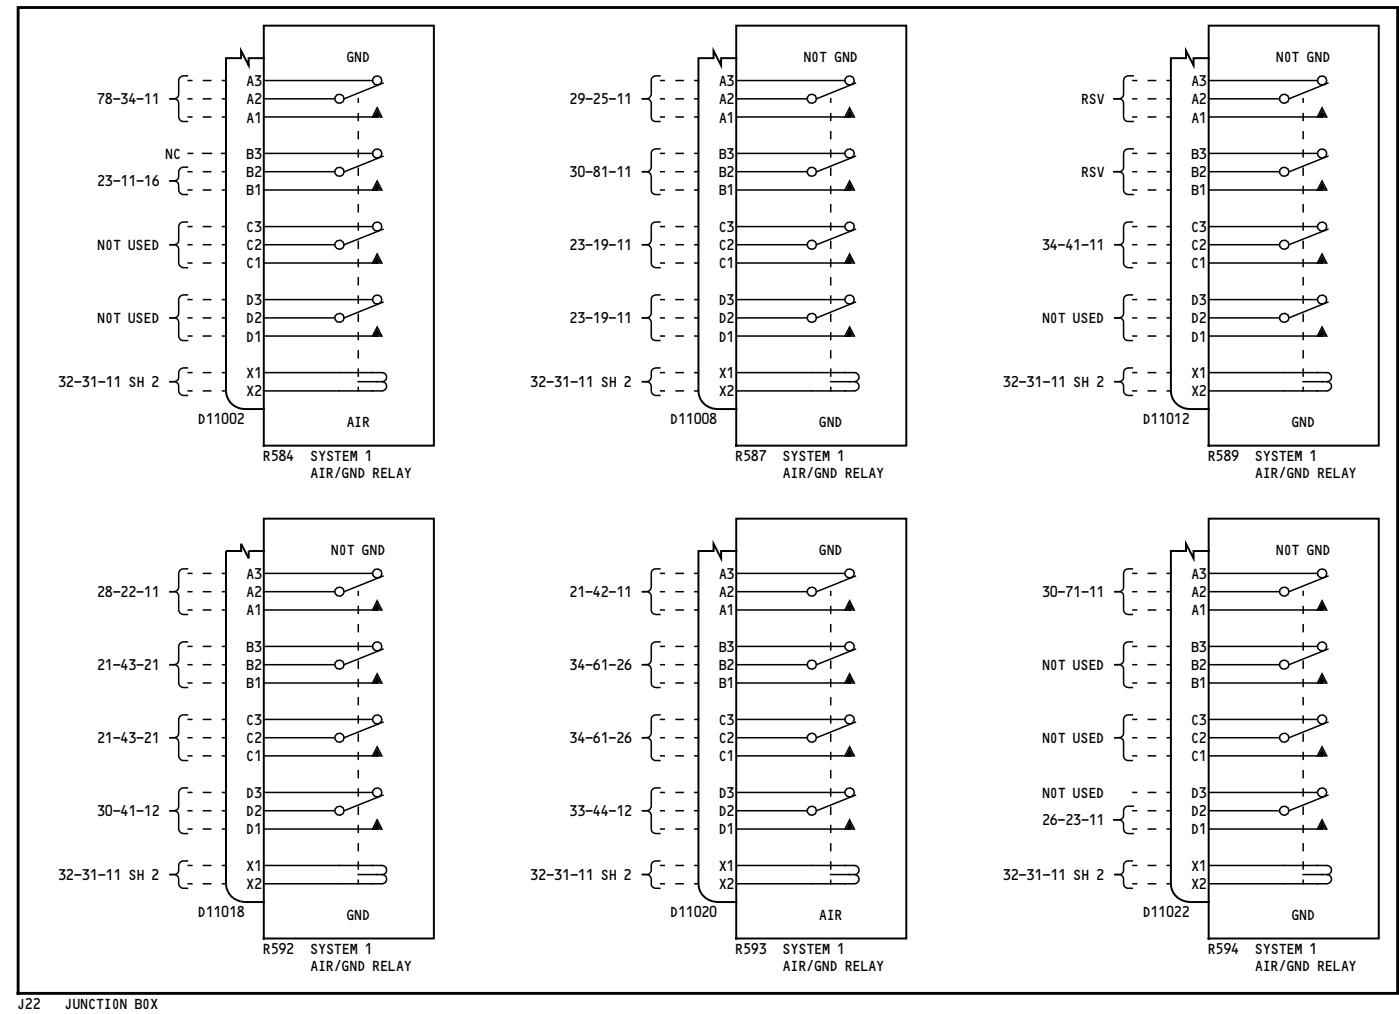 GND
78-34-11
A3
A2
A1
NC
B3
23-11-16
B2
B1
NOT USED
C3
C2
C1
NOT USED
D3
D2
D1
32-31-11 SH 2
X1
X2
D11002
AIR
R584 SYSTEM 1
AIR/GND RELAY
NOT GND
29-25-11
A3
A2
A1
30-81-11
B3
B2
B1
23-19-11
C3
C2
C1
23-19-11
D3
D2
D1
32-31-11 SH 2
X1
X2
D11008
GND
R587 SYSTEM 1
AIR/GND RELAY
NOT GND
RSV
A3
A2
A1
RSV
B3
B2
B1
34-41-11
C3
C2
C1
NOT USED
D3
D2
D1
32-31-11 SH 2
X1
X2
D11012
GND
R589 SYSTEM 1
AIR/GND RELAY
NOT GND
28-22-11
A3
A2
A1
21-43-21
B3
B2
B1
21-43-21
C3
C2
C1
30-41-12
D3
D2
D1
32-31-11 SH 2
X1
X2
D11018
GND
R592 SYSTEM 1
AIR/GND RELAY
GND
21-42-11
A3
A2
A1
34-61-26
B3
B2
B1
34-61-26
C3
C2
C1
33-44-12
D3
D2
D1
32-31-11 SH 2
X1
X2
D11020
AIR
R593 SYSTEM 1
AIR/GND RELAY
NOT GND
30-71-11
A3
A2
A1
NOT USED
B3
B2
B1
NOT USED
C3
C2
C1
NOT USED
D3
26-23-11
D2
D1
32-31-11 SH 2
X1
X2
D11022
GND
R594 SYSTEM 1
AIR/GND RELAY
J22 JUNCTION BOX